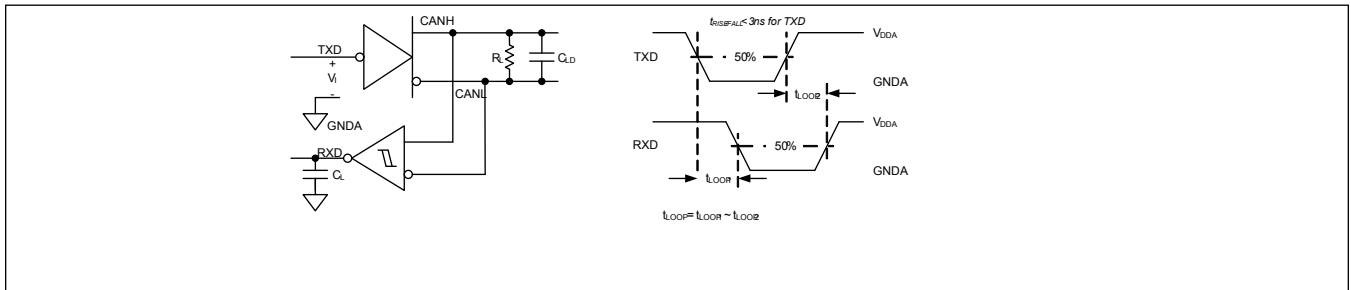 CANH
TXD
+
VI
-
GNDA
RL
CLD
CANL
RXD
CL
tRISE/FALL<3ns for TXD
VDDA
TXD
50%
GNDA
tLOOP2
VDDA
RXD
50%
GNDA
tLOOP1
tLOOP= tLOOP1 ~ tLOOP2